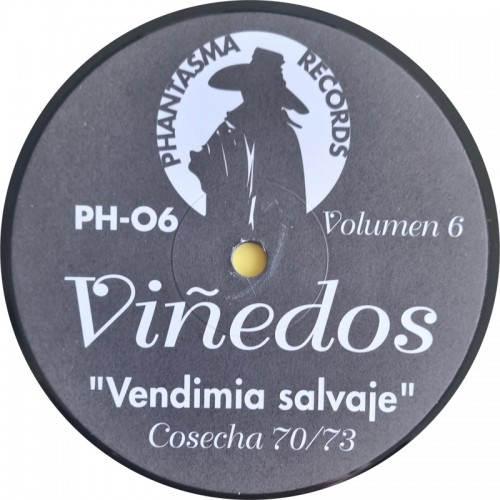 PHANTASMA RECORDS
PH-06
Volumen 6
Viñedos
"Vendimia salvaje"
Cosecha 70/73